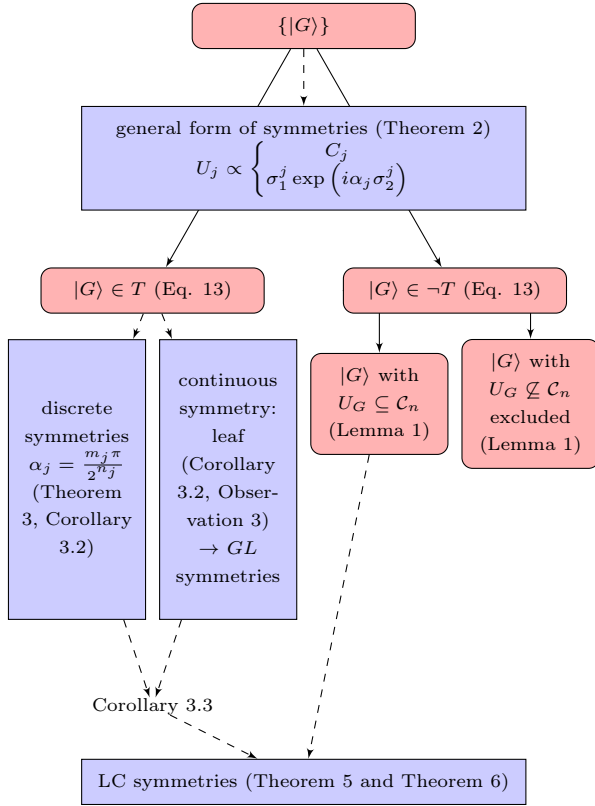 {|G⟩}
general form of symmetries (Theorem 2)
U_j ∝ { C_j
σ_1^j exp (iα_j σ_2^j)
|G⟩ ∈ T (Eq. 13)
|G⟩ ∈ ¬T (Eq. 13)
discrete
symmetries
α_j = m_j π / 2^{n_j}
(Theorem
3, Corollary
3.2)
continuous
symmetry:
leaf
(Corollary
3.2, Obser-
vation 3)
→ GL
symmetries
|G⟩ with
U_G ⊆ 𝒞_n
(Lemma 1)
|G⟩ with
U_G ⊈ 𝒞_n
excluded
(Lemma 1)
Corollary 3.3
LC symmetries (Theorem 5 and Theorem 6)